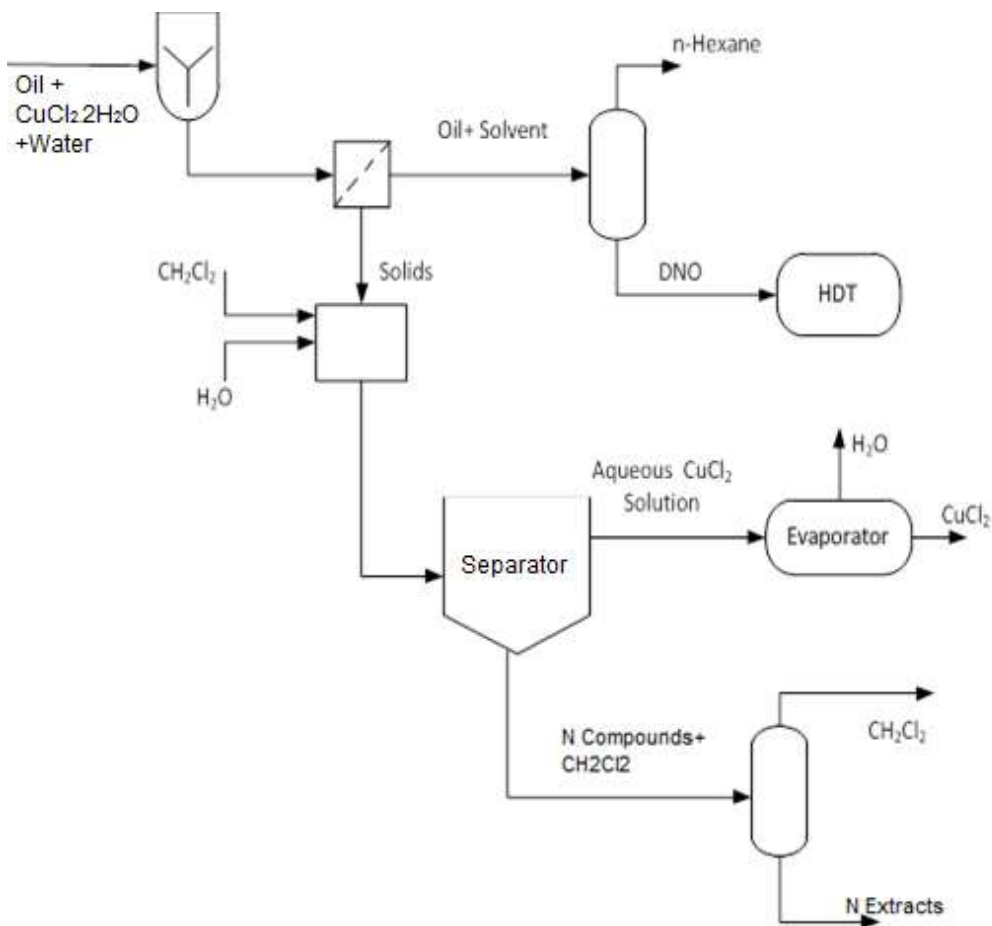 n-Hexane
Oil +
CuCl₂.2H₂O
+Water
Oil+ Solvent
CH₂Cl₂
Solids
DNO
HDT
H₂O
H₂O
Aqueous CuCl₂
Solution
CuCl₂
Evaporator
Separator
N Compounds+
CH2Cl2
CH₂Cl₂
N Extracts